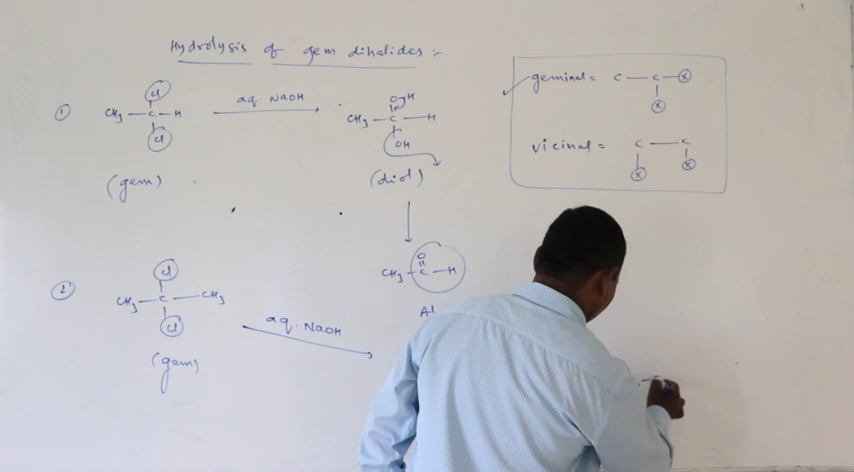 Hydrolysis of gem dihalides :-
① Cl
CH3 — C — H
Cl
(gem)
aq. NaOH
OH
CH3 — C — H
OH
(diol)
O
CH3 — C — H
Al
② Cl
CH3 — C — CH3
Cl
(gem)
aq. NaOH
geminal = C — C — X
X
vicinal = C — C
X X